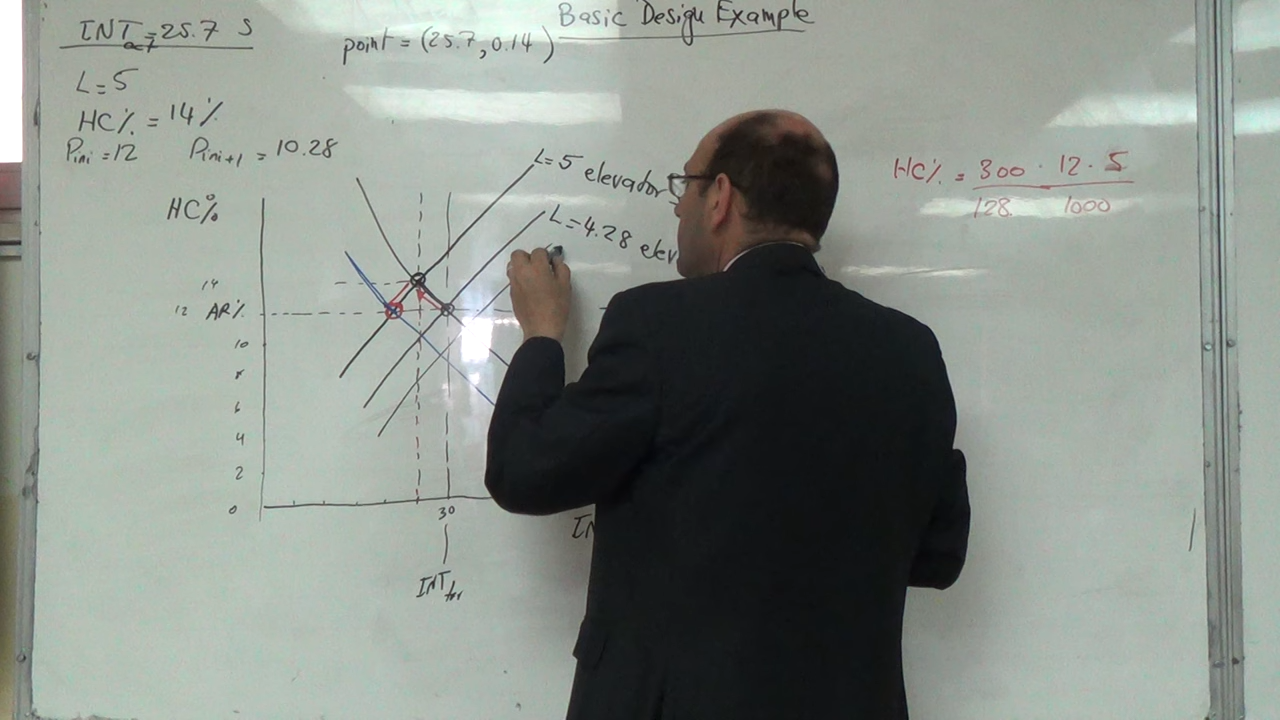 Basic Design Example
INTact = 25.7 s
point = (25.7, 0.14)
L = 5
HC% = 14%
Pini = 12 Pini+1 = 10.28
HC% = 300 · 12 · 5
128 1000
L=5 elevator
HC%
L=4.28 elev
14
12 AR%
10
8
6
4
2
0
30
IN
INTtar